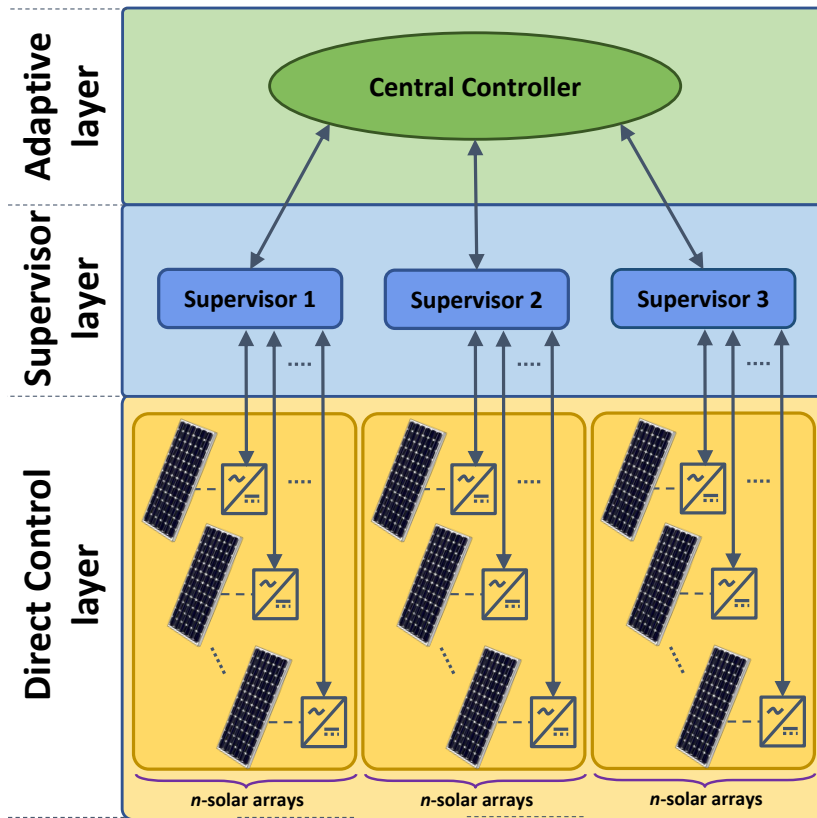 Adaptive
layer
Central Controller
Supervisor
layer
Supervisor 1
Supervisor 2
Supervisor 3
....
....
....
Direct Control
layer
....
....
....
n-solar arrays
n-solar arrays
n-solar arrays